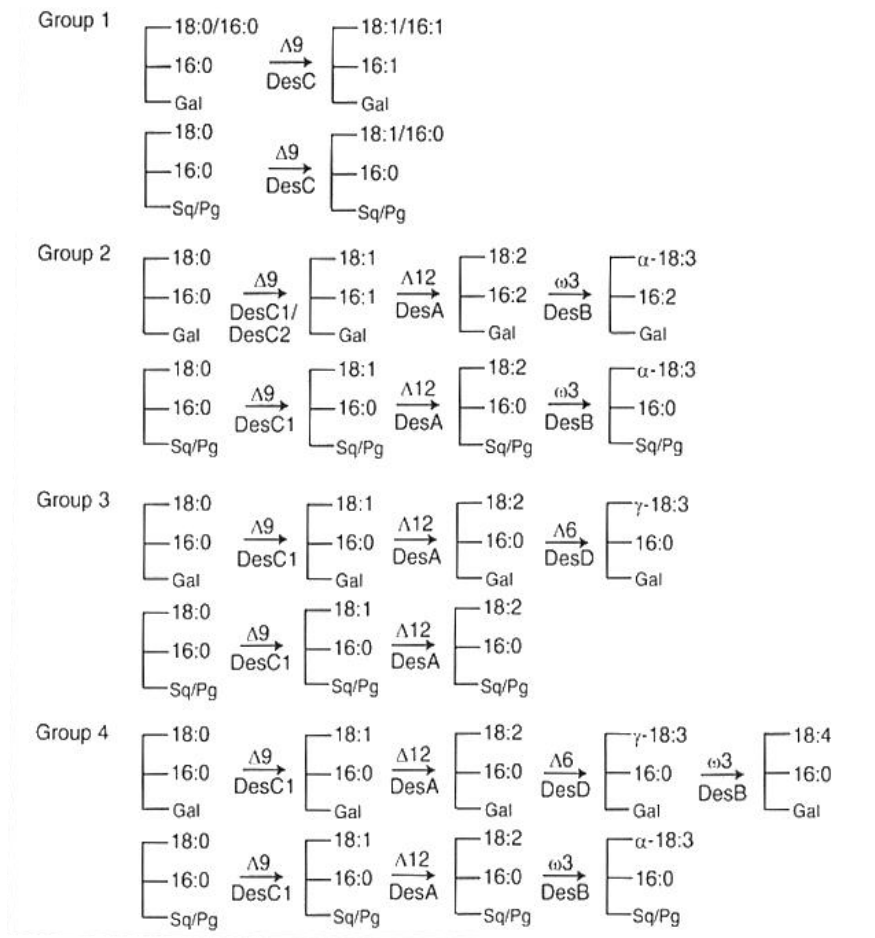 Group 1
18:0/16:0 18:1/16:1
Δ9
16:0 16:1
DesC
Gal Gal
18:0 18:1/16:0
Δ9
16:0 16:0
DesC
Sq/Pg Sq/Pg
Group 2
18:0 18:1 18:2 α-18:3
Δ9 Δ12 ω3
16:0 16:1 16:2 16:2
DesC1/ DesA DesB
DesC2
Gal Gal Gal Gal
18:0 18:1 18:2 α-18:3
Δ9 Δ12 ω3
16:0 16:0 16:0 16:0
DesC1 DesA DesB
Sq/Pg Sq/Pg Sq/Pg Sq/Pg
Group 3
18:0 18:1 18:2 γ-18:3
Δ9 Δ12 Δ6
16:0 16:0 16:0 16:0
DesC1 DesA DesD
Gal Gal Gal Gal
18:0 18:1 18:2
Δ9 Δ12
16:0 16:0 16:0
DesC1 DesA
Sq/Pg Sq/Pg Sq/Pg
Group 4
18:0 18:1 18:2 γ-18:3 18:4
Δ9 Δ12 Δ6 ω3
16:0 16:0 16:0 16:0 16:0
DesC1 DesA DesD DesB
Gal Gal Gal Gal Gal
18:0 18:1 18:2 α-18:3
Δ9 Δ12 ω3
16:0 16:0 16:0 16:0
DesC1 DesA DesB
Sq/Pg Sq/Pg Sq/Pg Sq/Pg